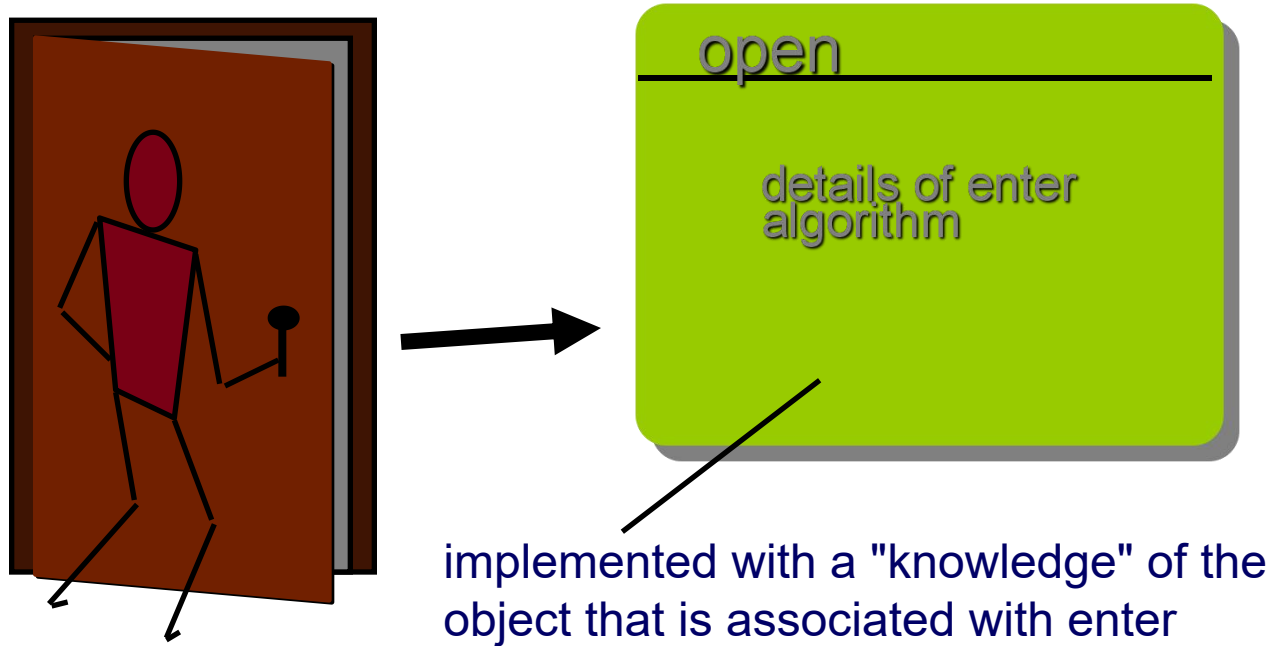 open
details of enter
algorithm
implemented with a "knowledge" of the
object that is associated with enter